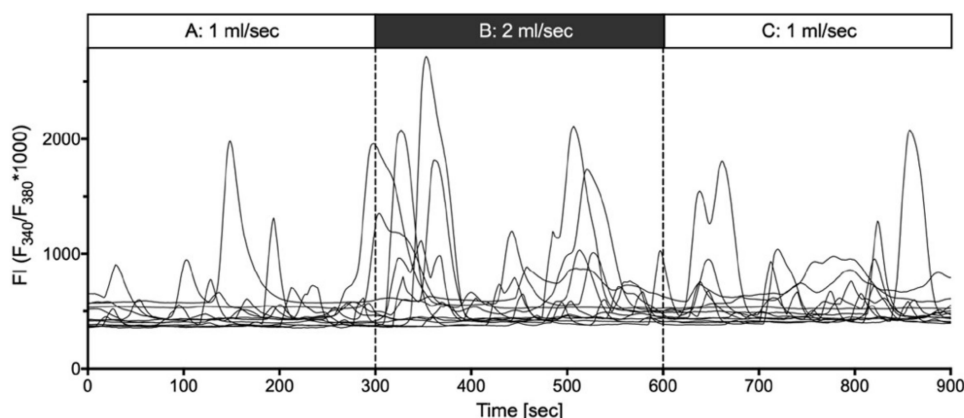 A: 1 ml/sec B: 2 ml/sec C: 1 ml/sec
FI (F340/F380*1000)
2000
1000
0
0 100 200 300 400 500 600 700 800 900
Time [sec]